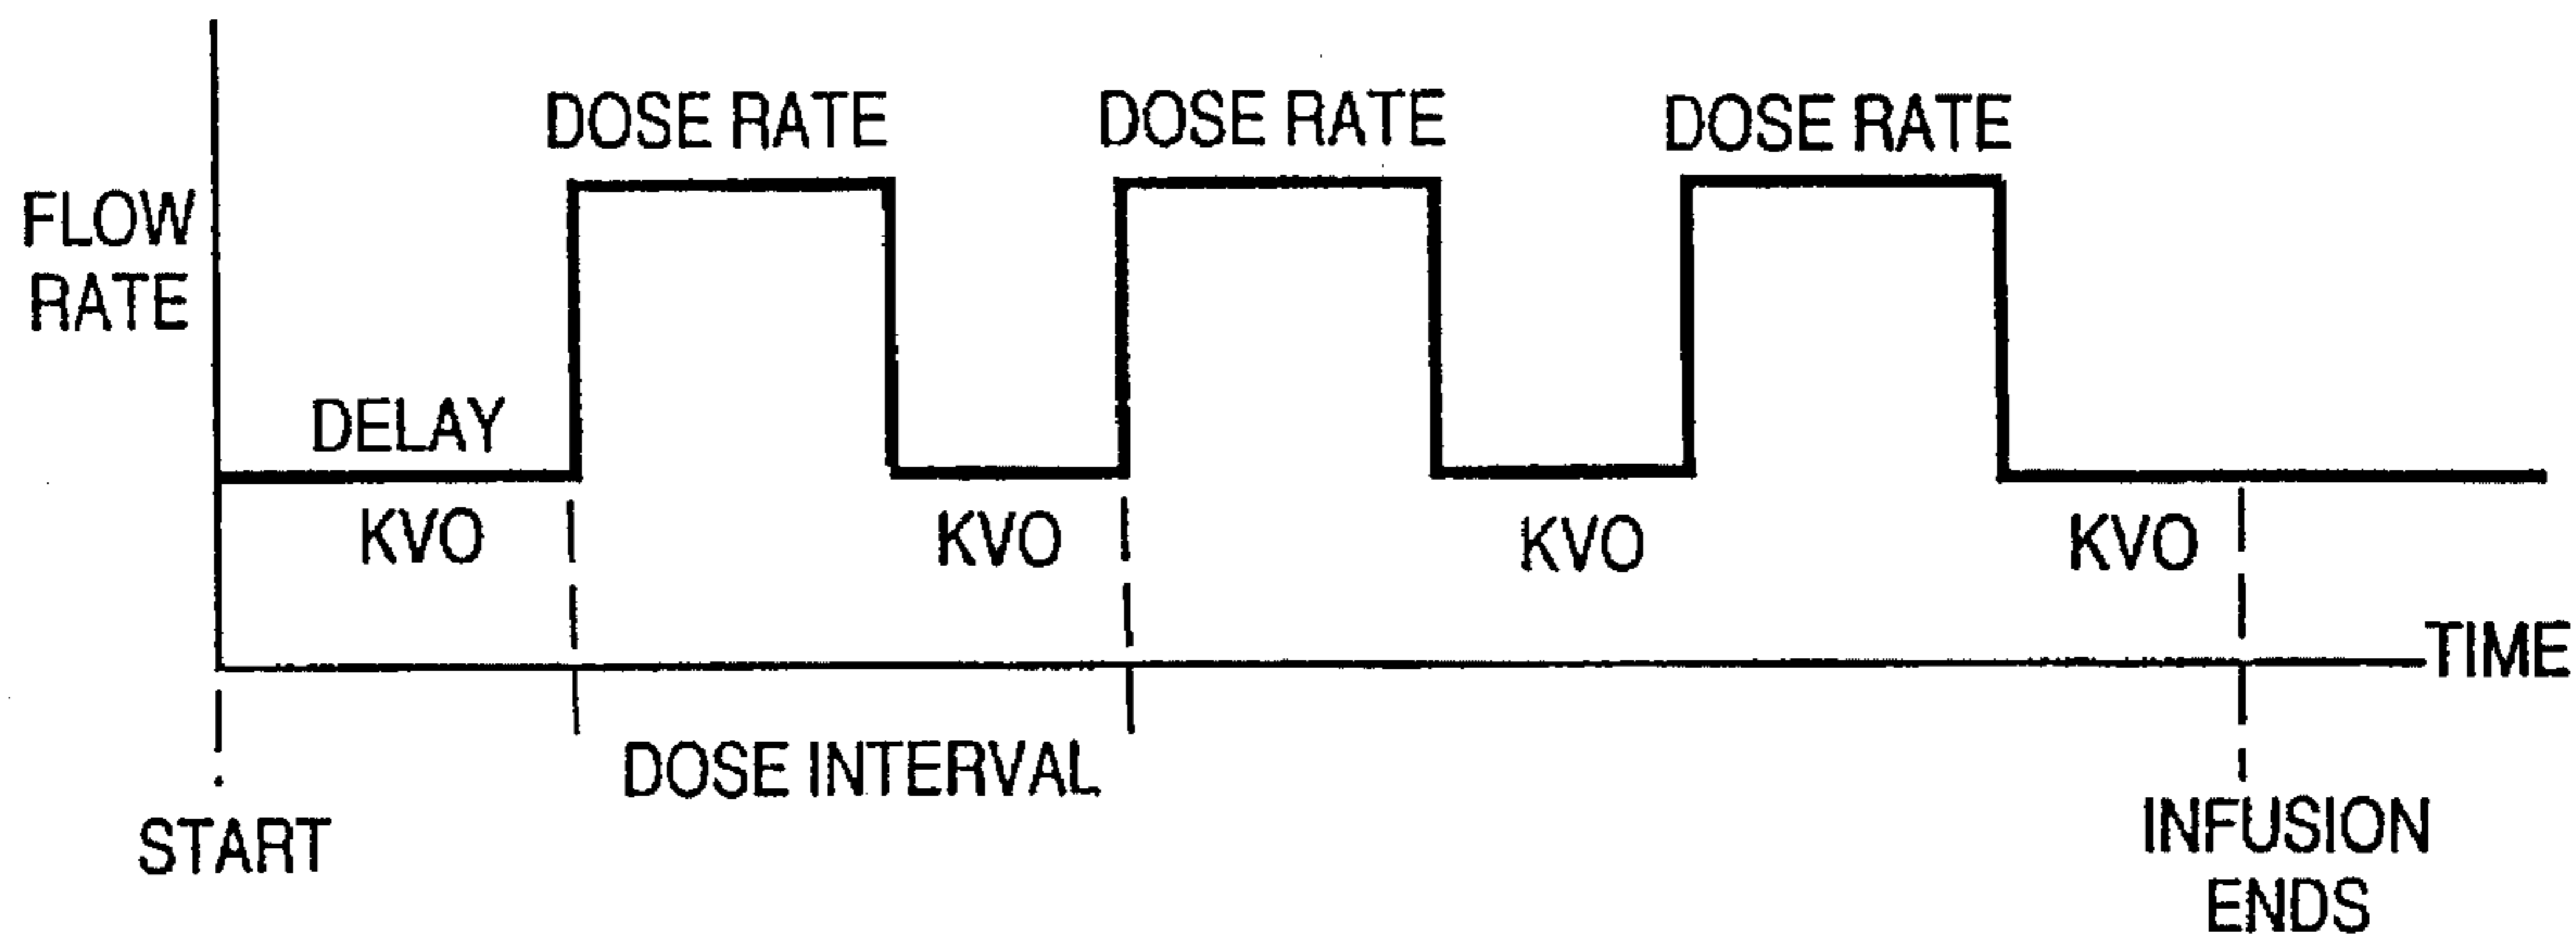 DOSE RATE
DOSE RATE
DOSE RATE
FLOW
RATE
DELAY
KVO
KVO
KVO
KVO
TIME
DOSE INTERVAL
START
INFUSION
ENDS